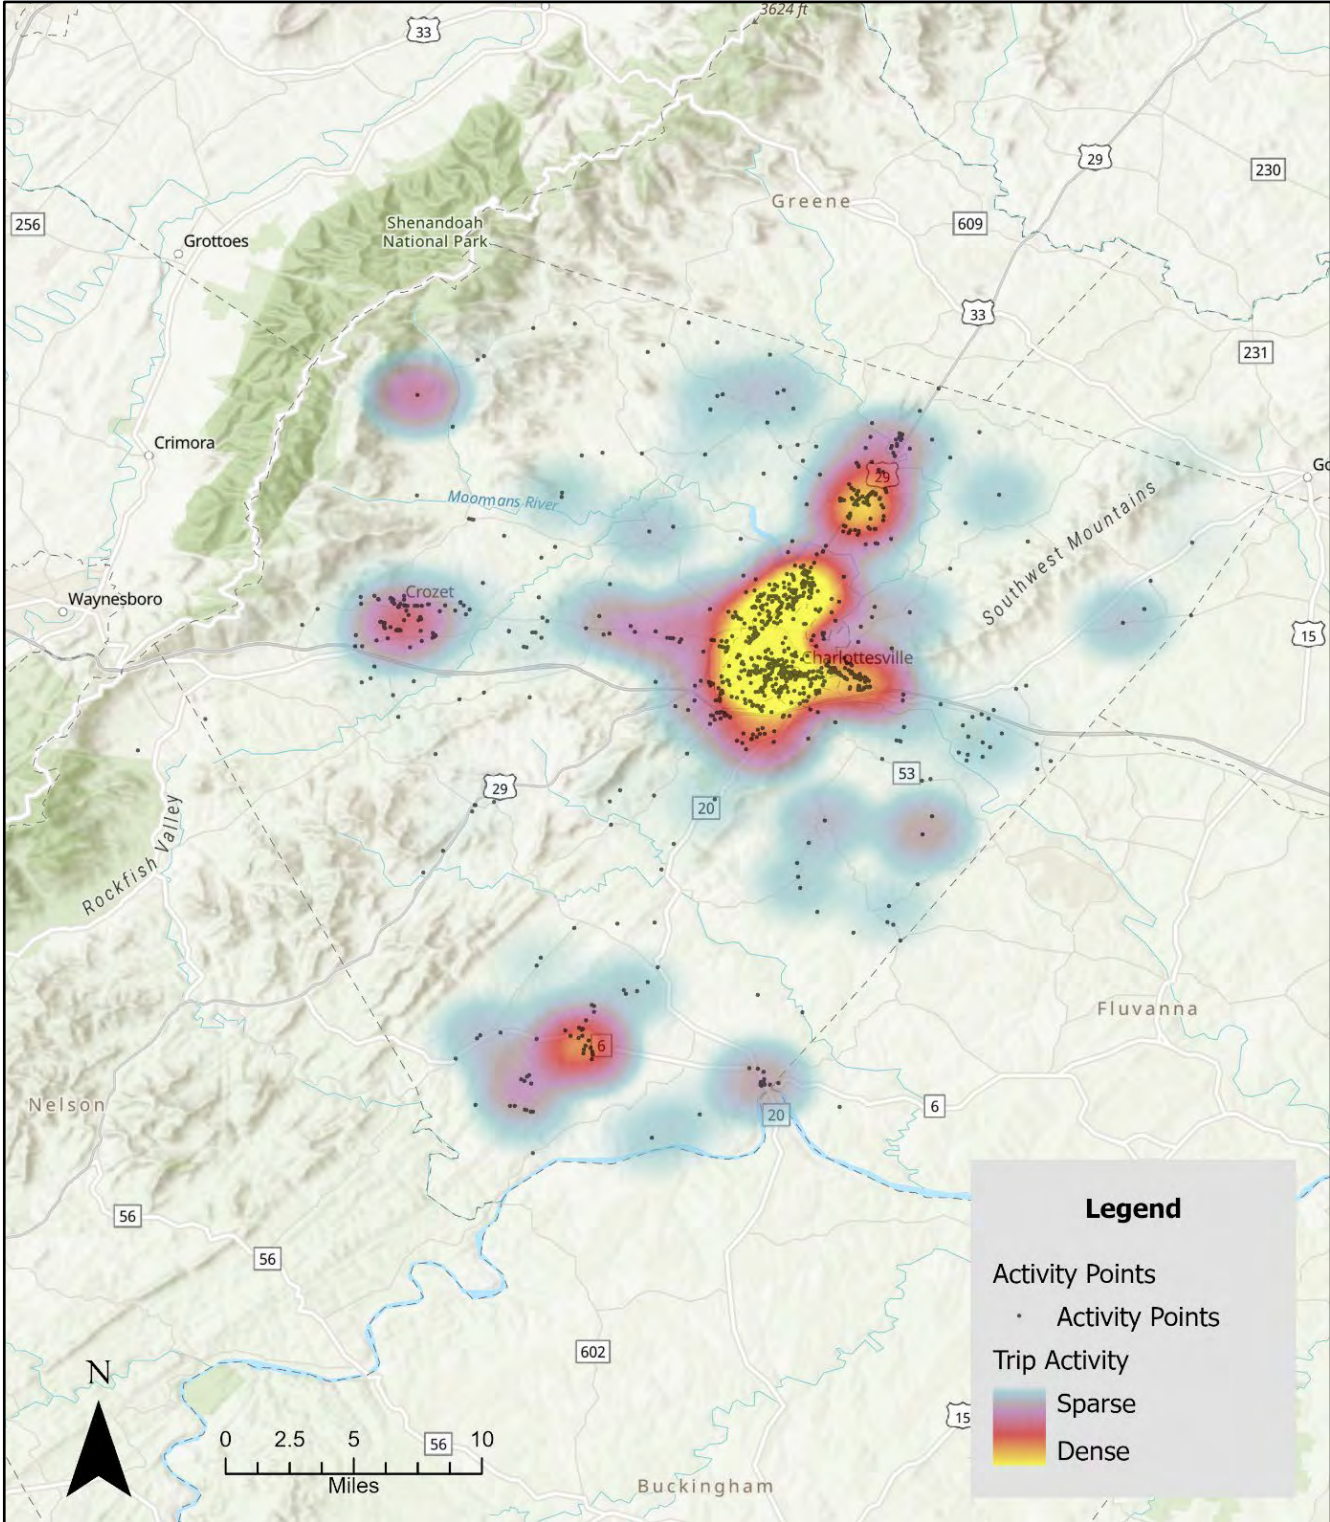 3624 ft
33
29
230
Greene
256
609
Shenandoah
National Park
Grottoes
33
231
Crimora
Go
29
Moormans River
Southwest Mountains
Crozet
Waynesboro
15
Charlottesville
53
29
20
Rockfish Valley
Fluvanna
6
Nelson
6
20
56
56
602
15
56
Buckingham
N
0 2.5 5 10
Miles
Legend
Activity Points
Activity Points
Trip Activity
Sparse
Dense